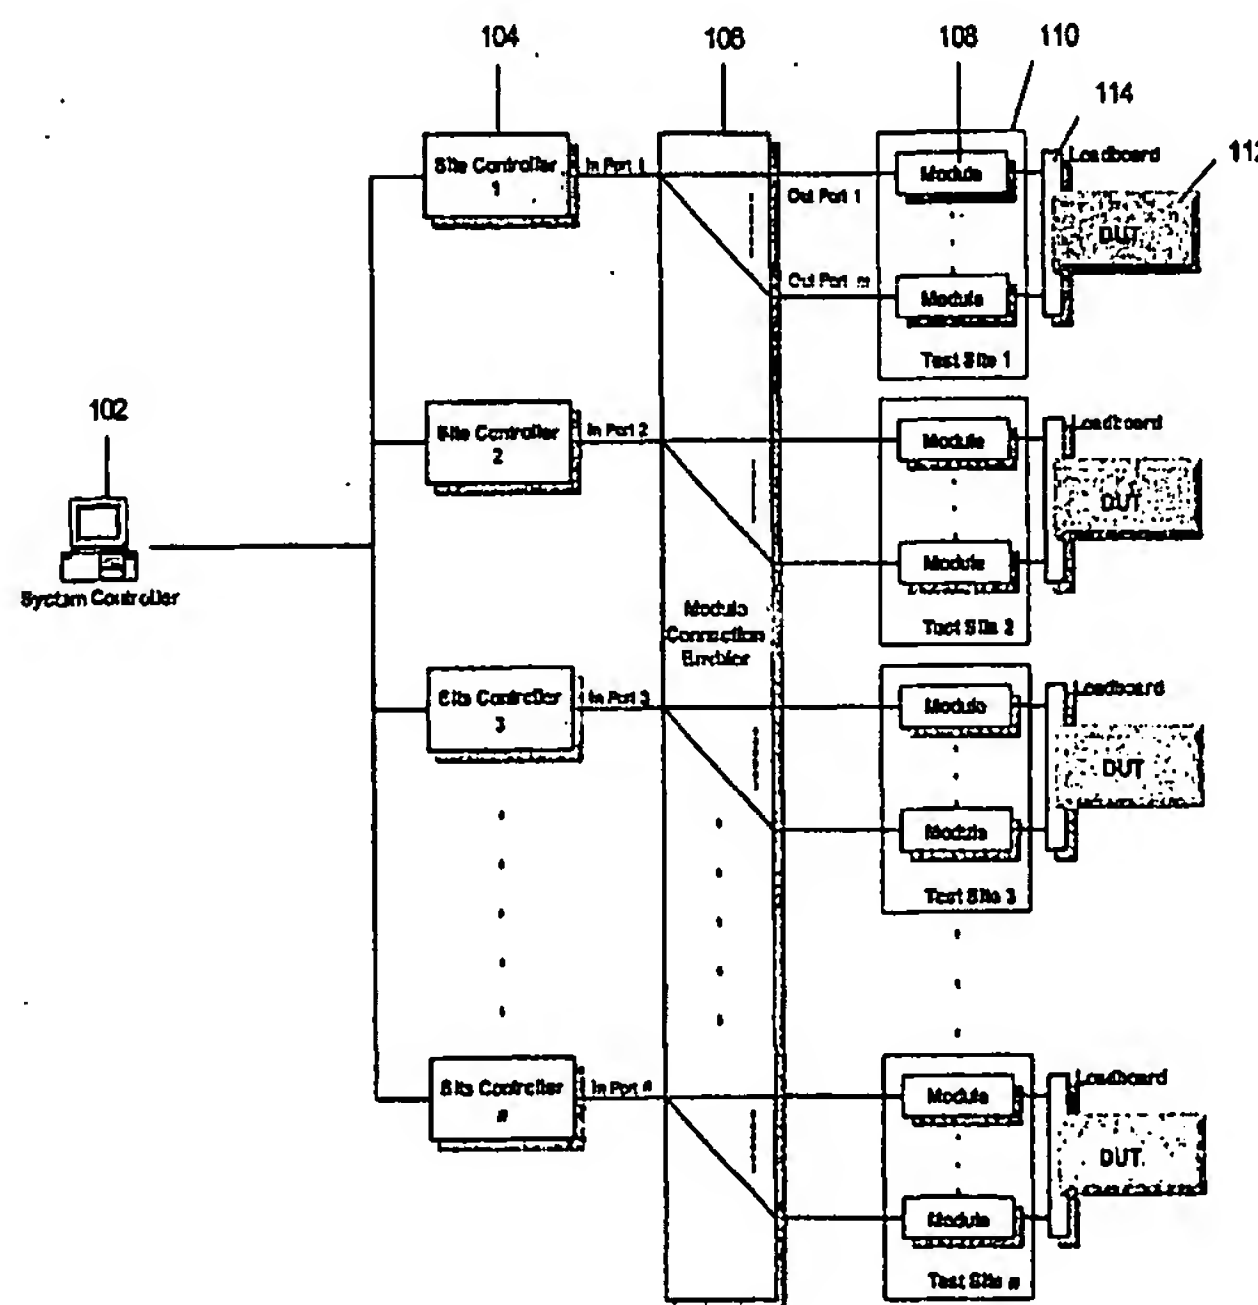 104
106
108
110
114
112
Site Controller
1
In Port 1
Out Port 1
Out Port m
Module
Module
Test Site 1
Loadboard
DUT
102
System Controller
Site Controller
2
In Port 2
Module
Module
Test Site 2
Loadboard
DUT
Module
Connection
Enabler
Site Controller
3
In Port 3
Module
Module
Test Site 3
Loadboard
DUT
Site Controller
n
In Port n
Module
Module
Test Site n
Loadboard
DUT